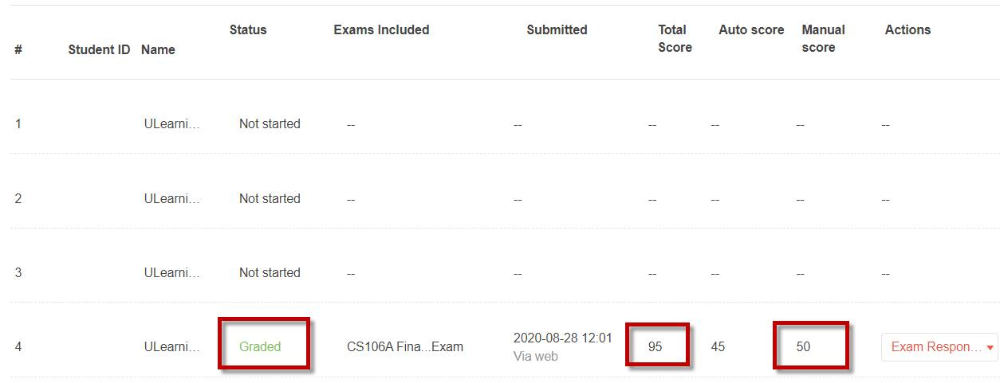 # Student ID Name Status Exams Included Submitted Total Score Auto score Manual score Actions
1 ULearni... Not started -- -- -- -- -- --
2 ULearni... Not started -- -- -- -- -- --
3 ULearni... Not started -- -- -- -- -- --
4 ULearni... Graded CS106A Fina...Exam 2020-08-28 12:01 95 45 50 Exam Respon...
Via web